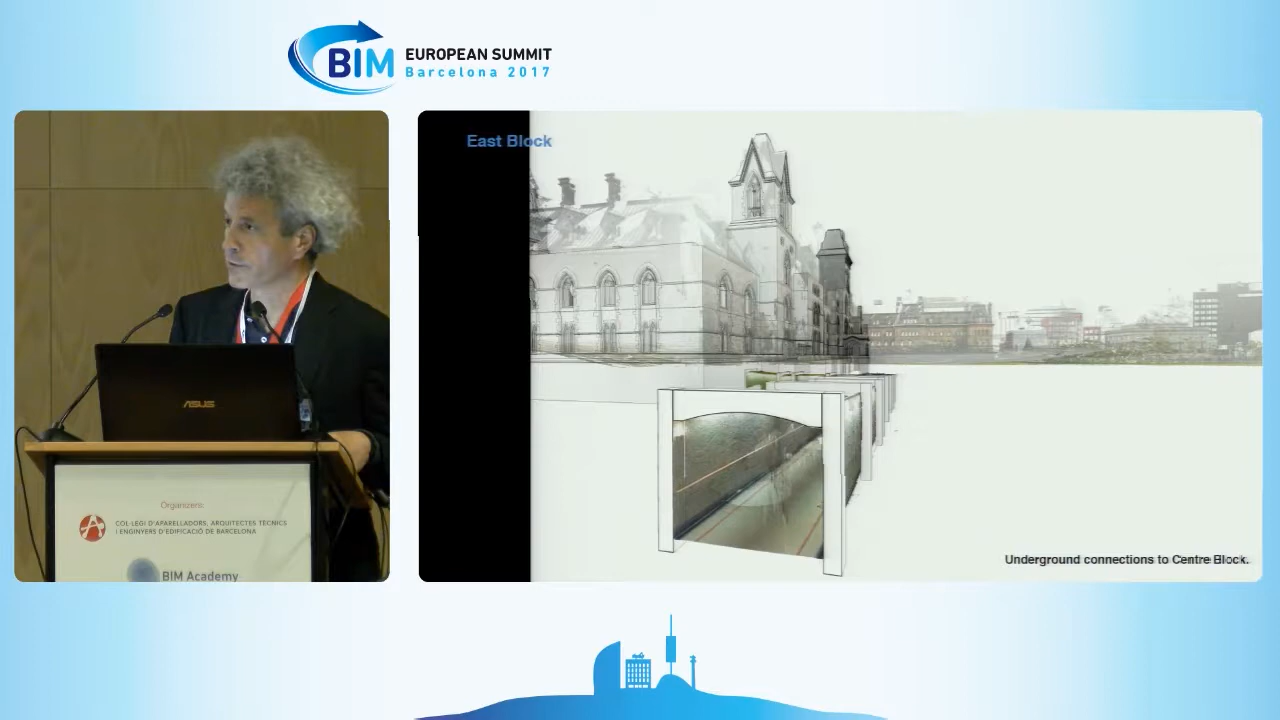 BIM
EUROPEAN SUMMIT
Barcelona 2017
East Block
ASUS
Organizers:
COL·LEGI D'APARELLADORS, ARQUITECTES TÈCNICS
I ENGINYERS D'EDIFICACIÓ DE BARCELONA
BIM Academy
Underground connections to Centre Block.